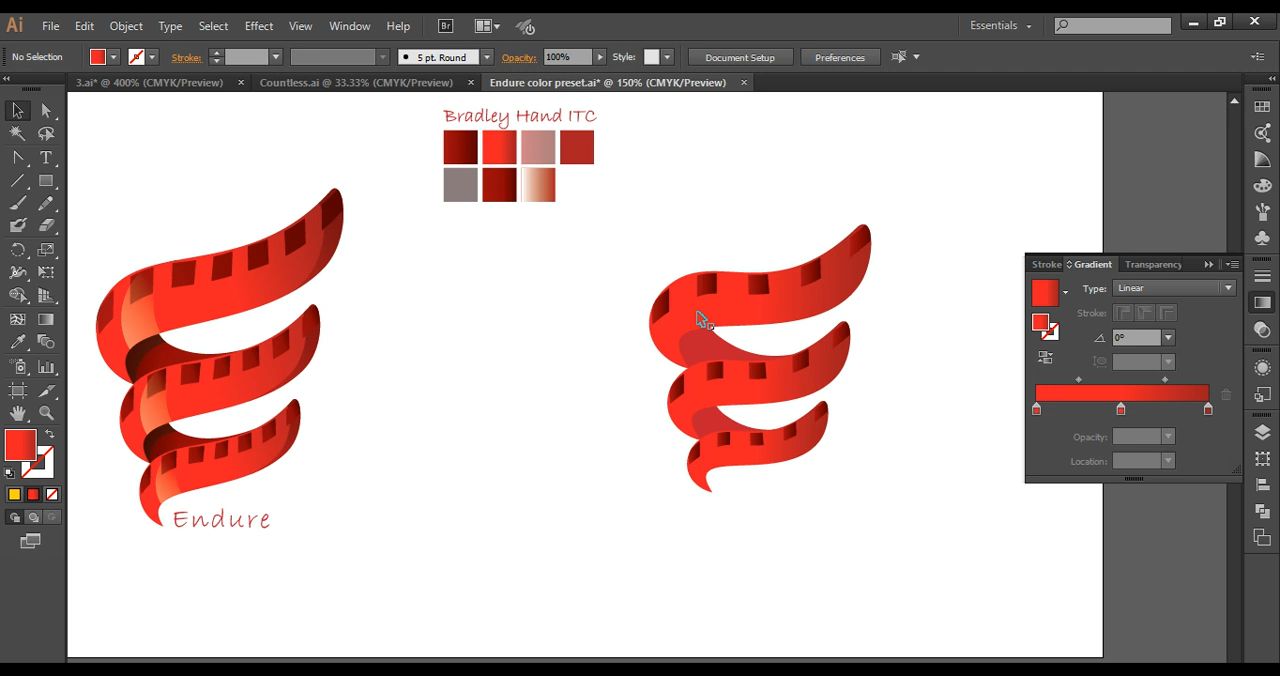 Ai File Edit Object Type Select Effect View Window Help Br Essentials
No Selection Stroke: 5 pt. Round Opacity: 100% Style: Document Setup Preferences
3.ai* @ 400% (CMYK/Preview) × Countless.ai @ 33.33% (CMYK/Preview) × Endure color preset.ai* @ 150% (CMYK/Preview) ×
Bradley Hand ITC
Stroke Gradient Transparency
Type: Linear
Stroke:
0°
Opacity:
Location:
Endure